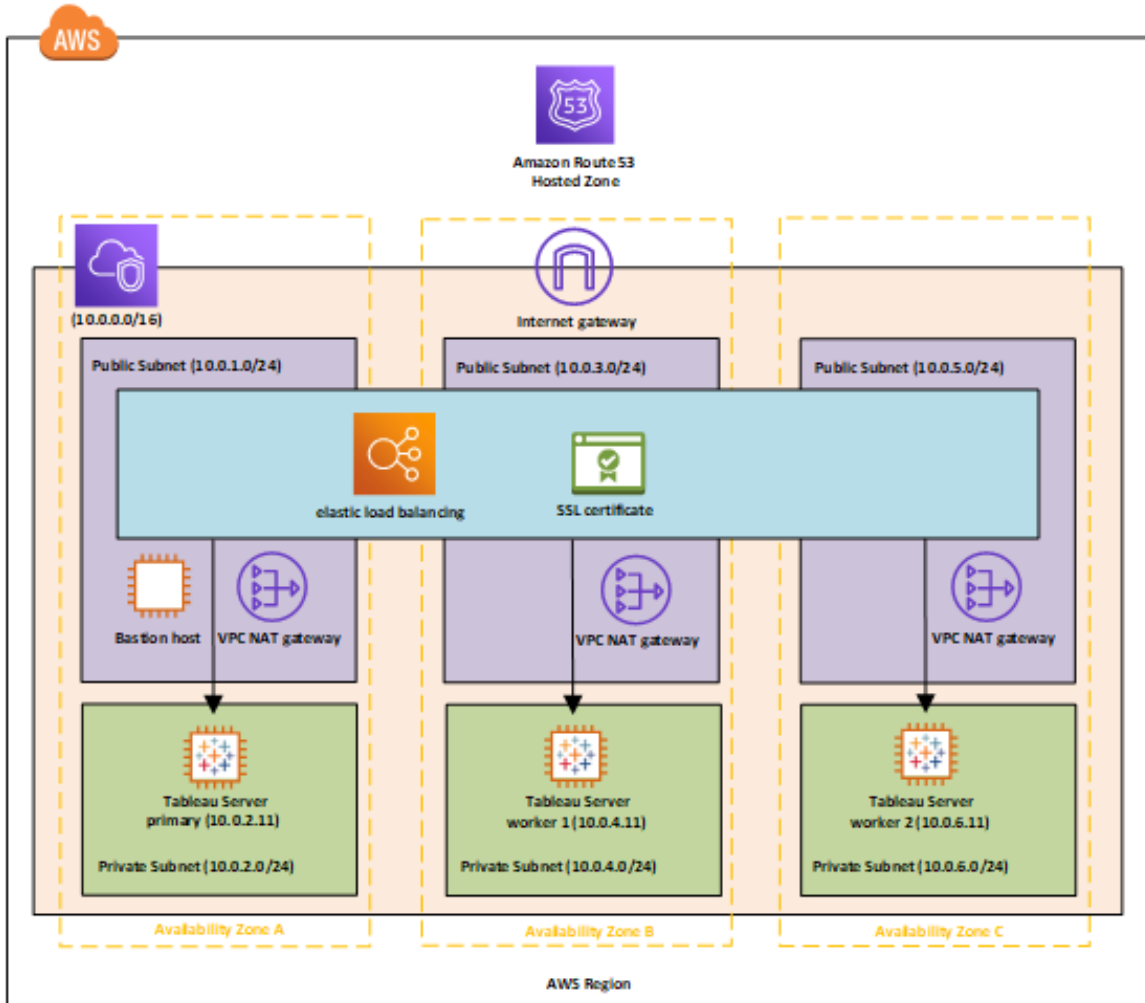 AWS
53
Amazon Route 53
Hosted Zone
(10.0.0.0/16)
Internet gateway
Public Subnet (10.0.1.0/24)
Public Subnet (10.0.3.0/24)
Public Subnet (10.0.5.0/24)
elastic load balancing
SSL certificate
Bastion host
VPC NAT gateway
VPC NAT gateway
VPC NAT gateway
Tableau Server
primary (10.0.2.11)
Tableau Server
worker 1 (10.0.4.11)
Tableau Server
worker 2 (10.0.6.11)
Private Subnet (10.0.2.0/24)
Private Subnet (10.0.4.0/24)
Private Subnet (10.0.6.0/24)
Availability Zone A
Availability Zone B
Availability Zone C
AWS Region